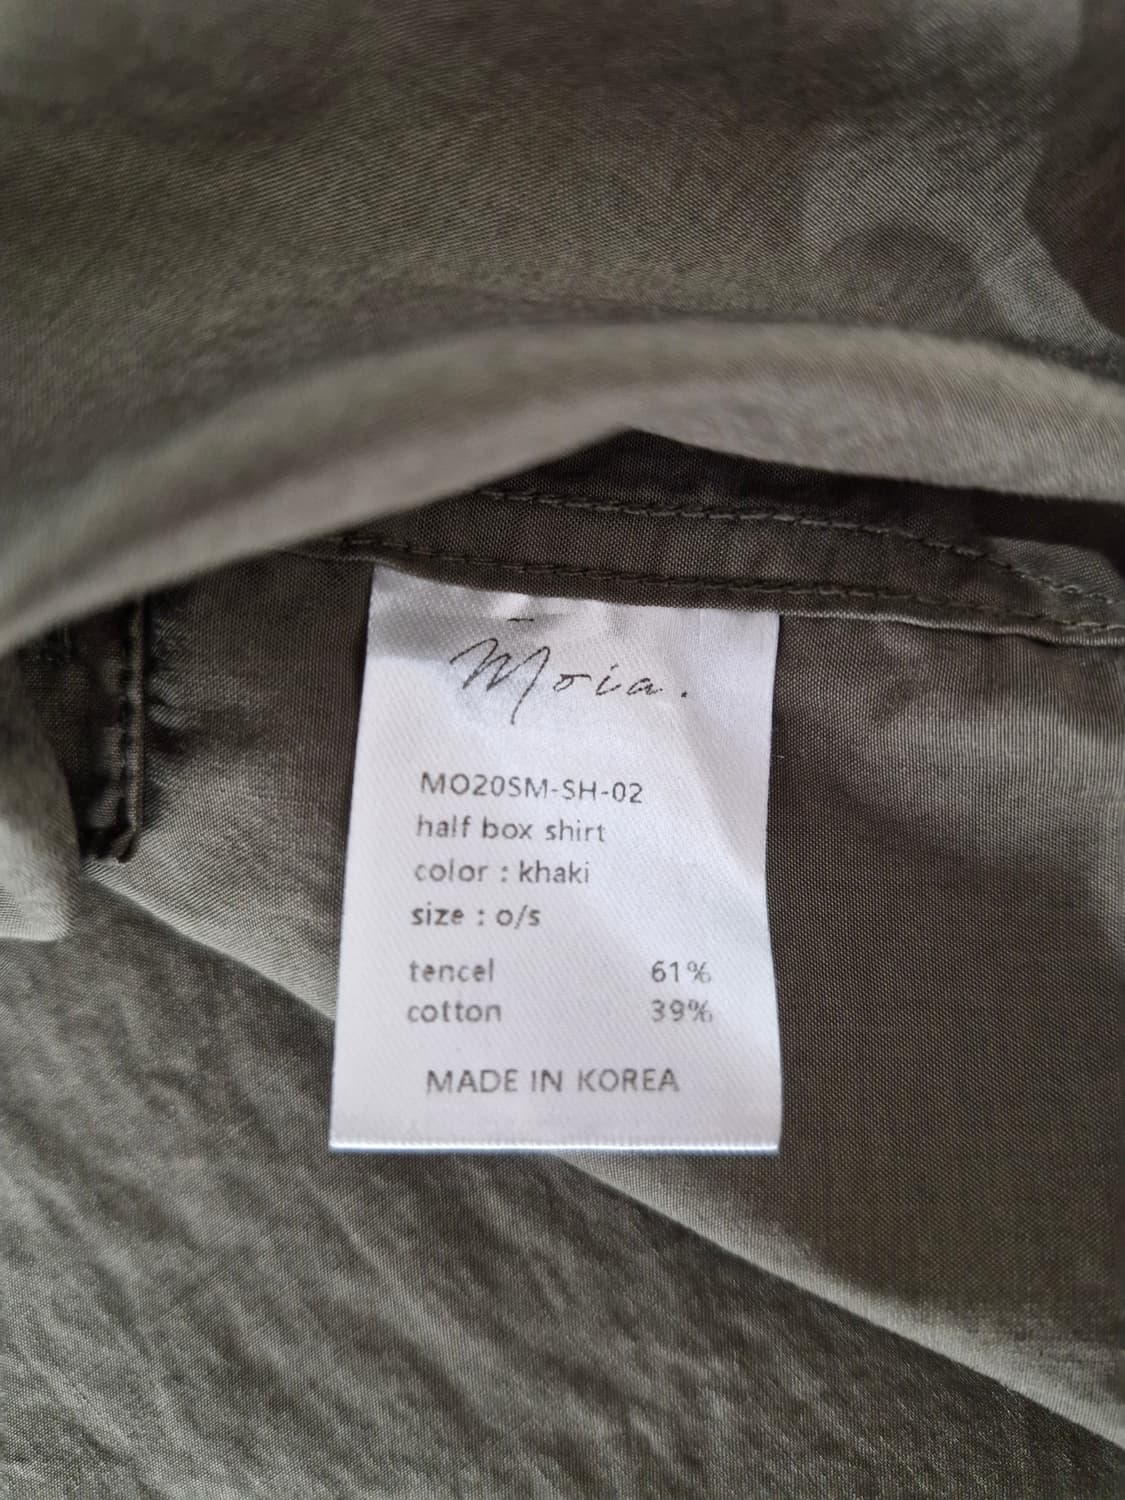 Moia.
MO20SM-SH-02
half box shirt
color : khaki
size : o/s
tencel 61%
cotton 39%
MADE IN KOREA